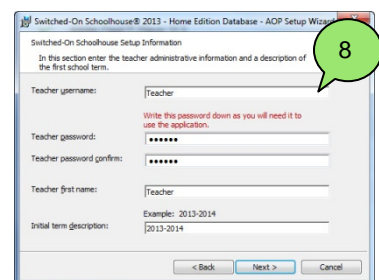 Switched-On Schoolhouse® 2013 - Home Edition Database - AOP Setup Wizard
8
Switched-On Schoolhouse Setup Information
In this section enter the teacher administrative information and a description of
the first school term.
Teacher username:
Teacher
Write this password down as you will need it to
use the application.
Teacher password:
••••••
Teacher password confirm:
••••••
Teacher first name:
Teacher
Example: 2013-2014
Initial term description:
2013-2014
< Back
Next >
Cancel